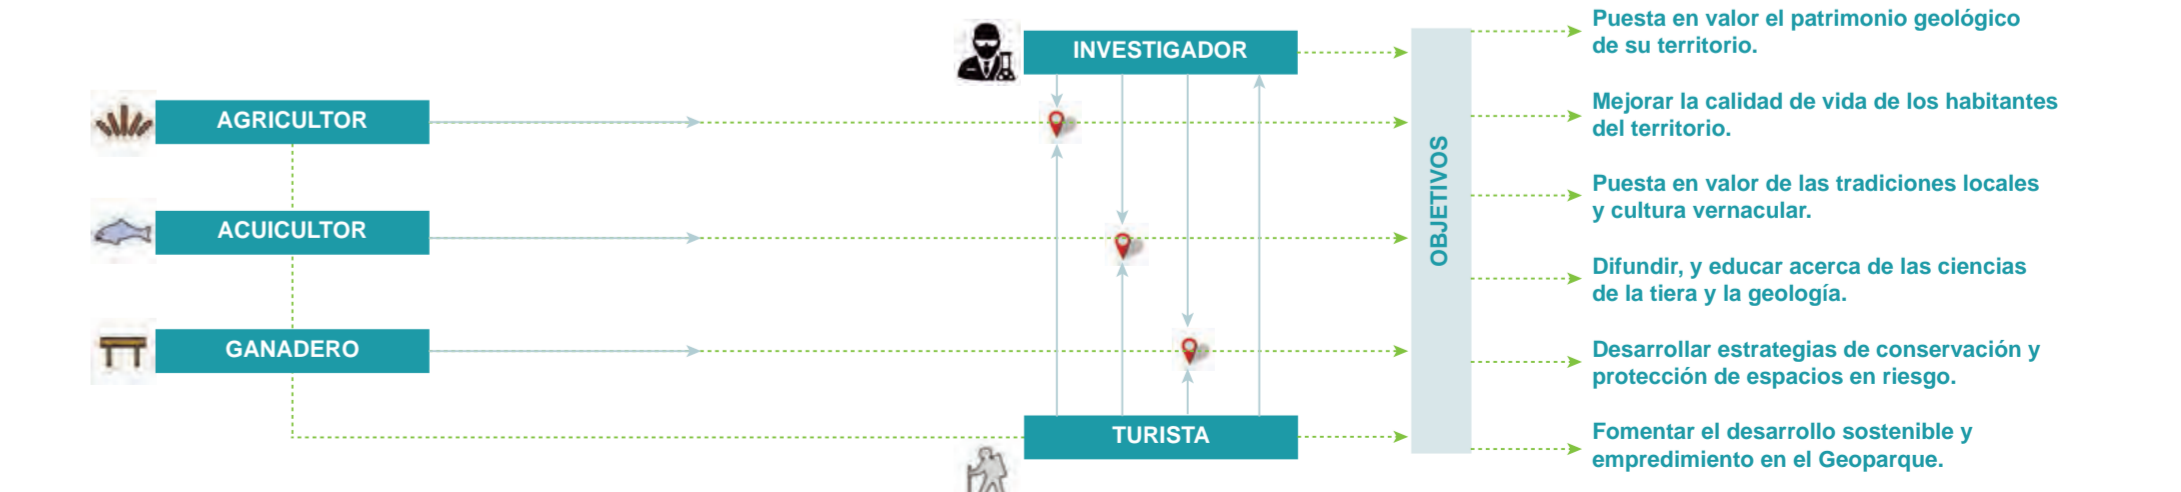 INVESTIGADOR
AGRICULTOR
ACUICULTOR
GANADERO
TURISTA
OBJETIVOS
Puesta en valor el patrimonio geológico
de su territorio.
Mejorar la calidad de vida de los habitantes
del territorio.
Puesta en valor de las tradiciones locales
y cultura vernacular.
Difundir, y educar acerca de las ciencias
de la tiera y la geología.
Desarrollar estrategias de conservación y
protección de espacios en riesgo.
Fomentar el desarrollo sostenible y
empredimiento en el Geoparque.